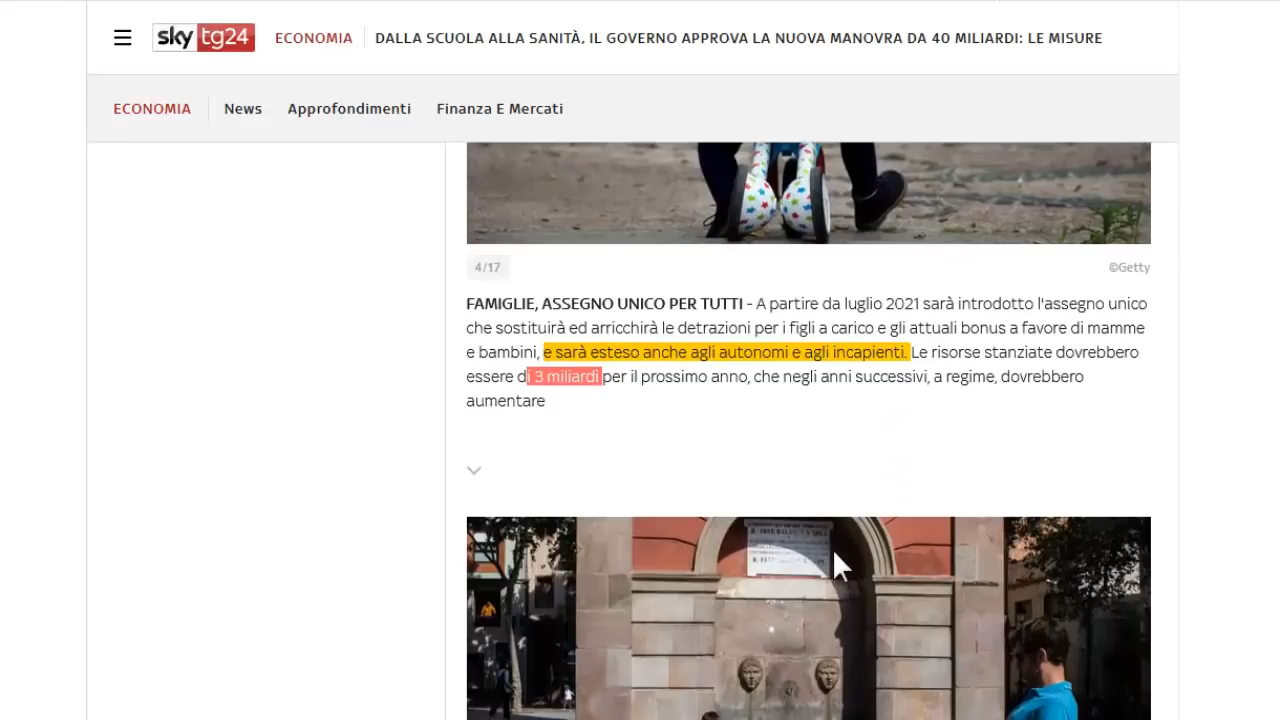 sky tg24 ECONOMIA DALLA SCUOLA ALLA SANITÀ, IL GOVERNO APPROVA LA NUOVA MANOVRA DA 40 MILIARDI: LE MISURE
ECONOMIA News Approfondimenti Finanza E Mercati
4/17 ©Getty
FAMIGLIE, ASSEGNO UNICO PER TUTTI - A partire da luglio 2021 sarà introdotto l'assegno unico
che sostituirà ed arricchirà le detrazioni per i figli a carico e gli attuali bonus a favore di mamme
e bambini, e sarà esteso anche agli autonomi e agli incapienti. Le risorse stanziate dovrebbero
essere di 3 miliardi per il prossimo anno, che negli anni successivi, a regime, dovrebbero
aumentare